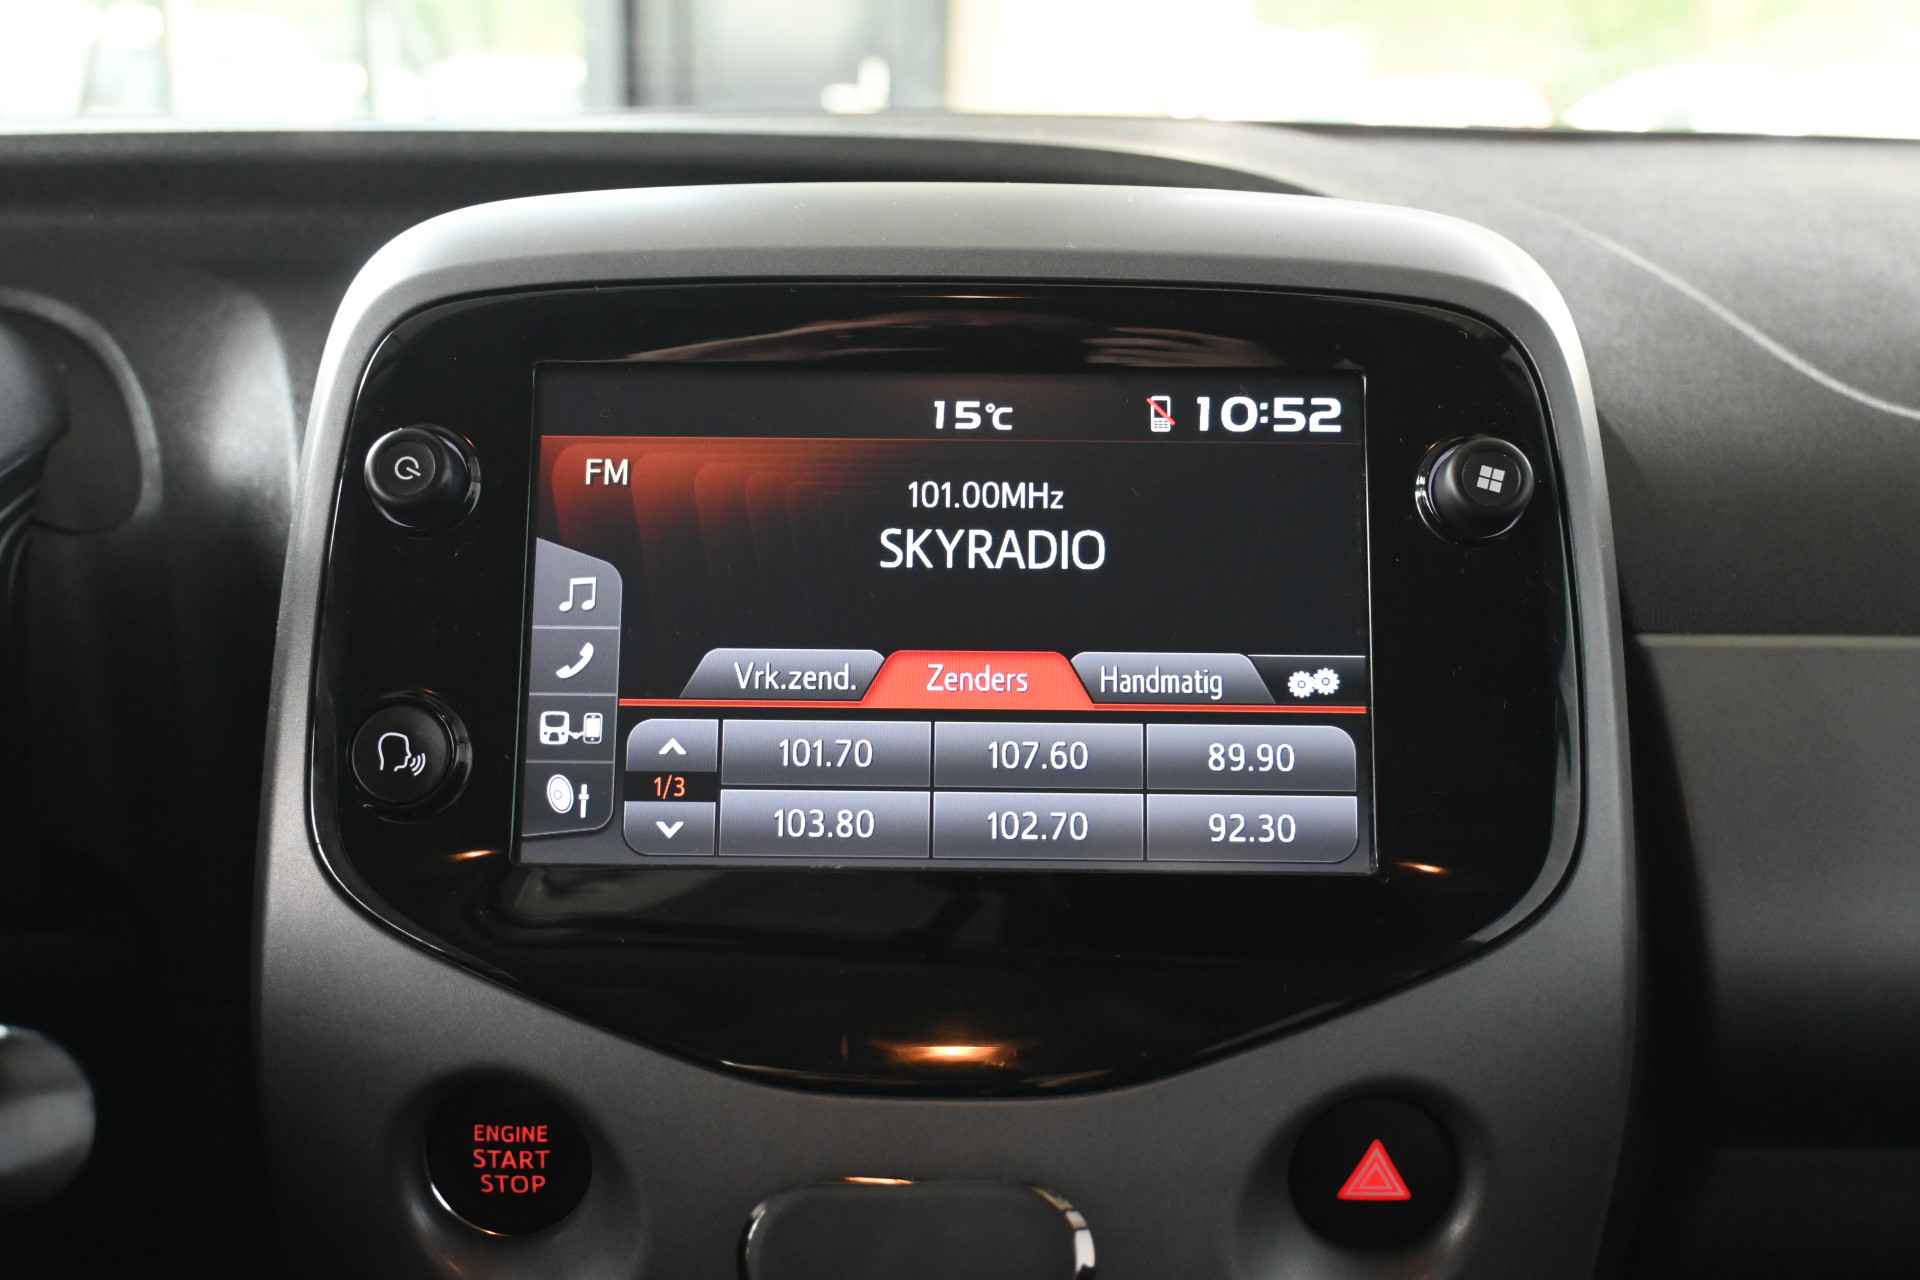 15°C 10:52
FM
101.00MHz
SKYRADIO
Vrk.zend. Zenders Handmatig
101.70 107.60 89.90
1/3
103.80 102.70 92.30
ENGINE
START
STOP